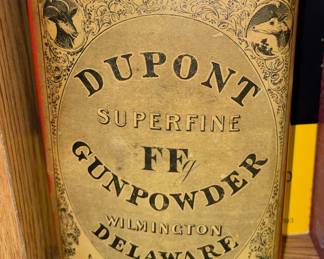 DUPONT
SUPERFINE
FFg
GUNPOWDER
WILMINGTON
DELAWARE